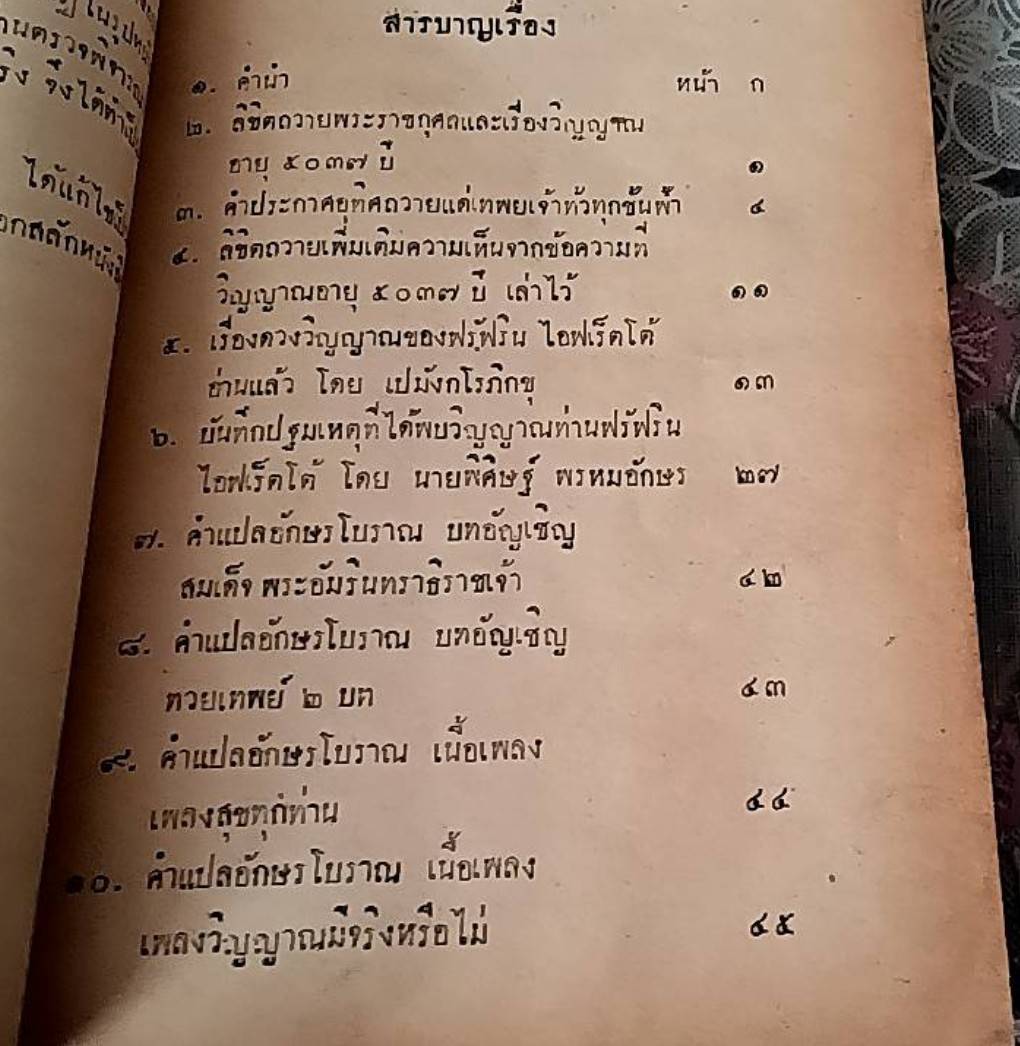 สารบาญเรื่อง
๑. คำนำ หน้า ก
๒. ลิขิตถวายพระราชกุศลและเรื่องวิญญาณ
อายุ ๕๐๓๗ ปี ๑
๓. คำประกาศอุทิศถวายแด่เทพยเจ้าทั่วทุกชั้นฟ้า ๔
๔. ลิขิตถวายเพิ่มเติมความเห็นจากข้อความที่
วิญญาณอายุ ๕๐๓๗ ปี เล่าไว้ ๑๑
๕. เรื่องดวงวิญญาณของฟรัฟริน ไอฟเร็คโต้
อ่านแล้ว โดย เปมังกโรภิกขุ ๑๓
๖. บันทึกปฐมเหตุที่ได้พบวิญญาณท่านฟรัฟริน
ไอฟเร็คโต้ โดย นายพิศิษฐ์ พรหมอักษร ๒๗
๗. คำแปลอักษรโบราณ บทอัญเชิญ
สมเด็จพระอัมรินทราธิราชเจ้า ๔๒
๘. คำแปลอักษรโบราณ บทอัญเชิญ
ทวยเทพย์ ๒ บท ๔๓
๙. คำแปลอักษรโบราณ เนื้อเพลง
เพลงสุขทุกท่าน ๔๔
๑๐. คำแปลอักษรโบราณ เนื้อเพลง
เพลงวิญญาณมีจริงหรือไม่ ๔๕